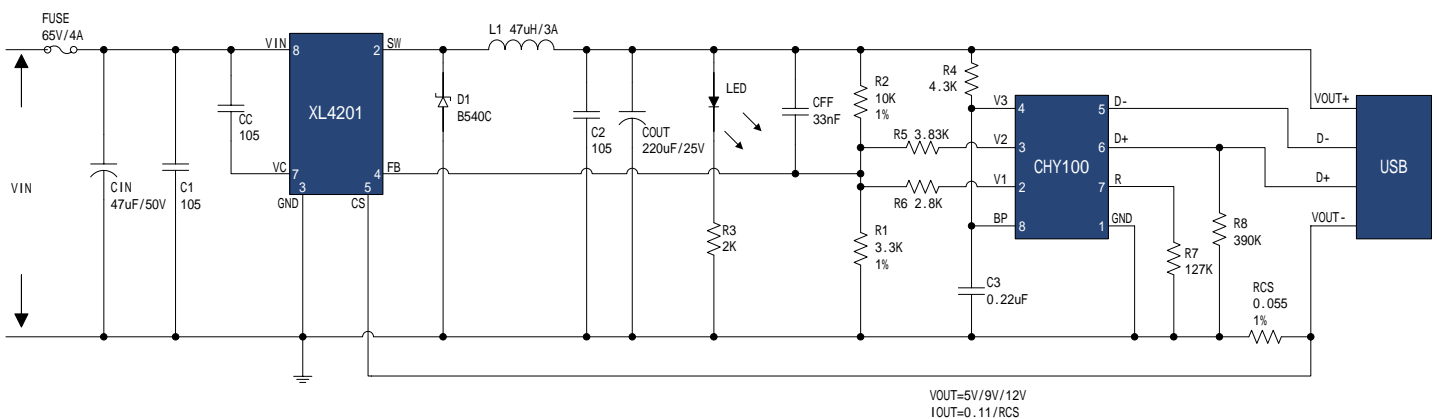 FUSE
65V/4A
VIN
CIN
47uF/50V
C1
105
CC
105
VIN
8
2
SW
XL4201
VC
7
4
FB
3
5
GND
CS
D1
B540C
L1 47uH/3A
C2
105
COUT
220uF/25V
LED
R3
2K
CFF
33nF
R2
10K
1%
R1
3.3K
1%
R5 3.83K
R6 2.8K
R4
4.3K
C3
0.22uF
V3
4
5
D-
V2
3
6
D+
CHY100
V1
2
7
R
BP
8
1
GND
R7
127K
R8
390K
RCS
0.055
1%
VOUT+
D-
D+
VOUT-
USB
VOUT=5V/9V/12V
IOUT=0.11/RCS